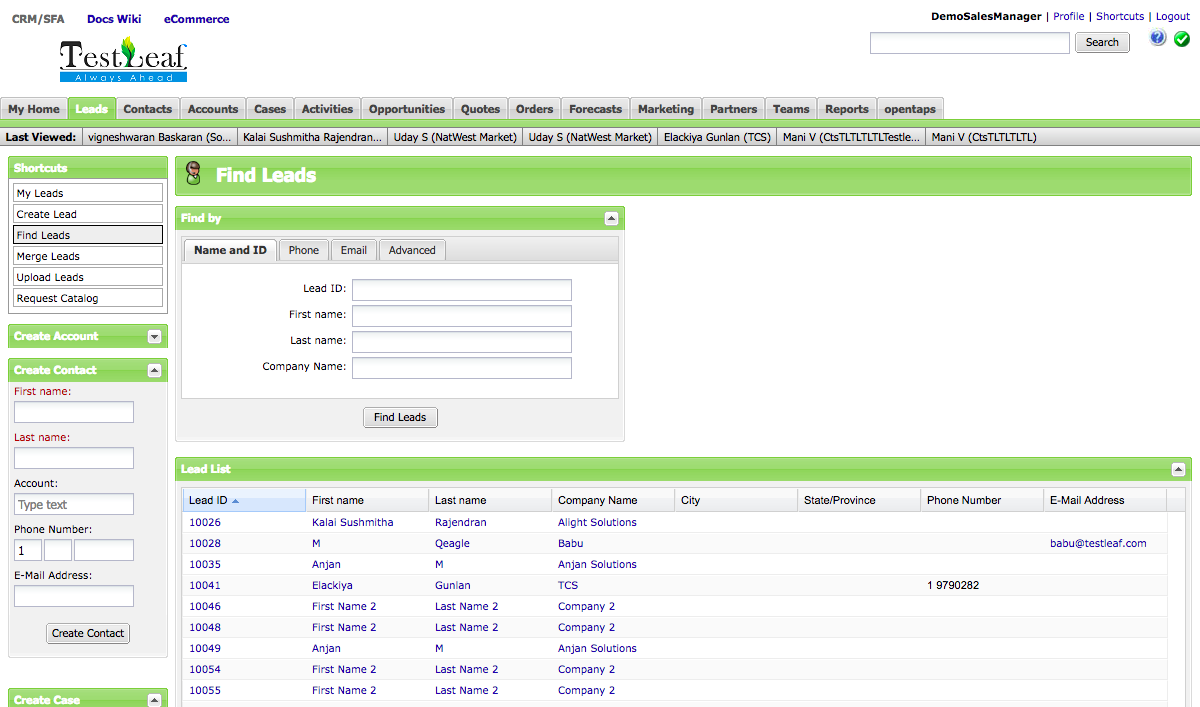 CRM/SFA Docs Wiki eCommerce
DemoSalesManager | Profile | Shortcuts | Logout
Search
TestLeaf
Always Ahead
My Home Leads Contacts Accounts Cases Activities Opportunities Quotes Orders Forecasts Marketing Partners Teams Reports opentaps
Last Viewed: vigneshwaran Baskaran (So... Kalai Sushmitha Rajendran... Uday S (NatWest Market) Uday S (NatWest Market) Elackiya Gunlan (TCS) Mani V (CtsTLTLTLTLTestle... Mani V (CtsTLTLTLTL)
Shortcuts
My Leads
Create Lead
Find Leads
Merge Leads
Upload Leads
Request Catalog
Create Account
Create Contact
First name:
Last name:
Account:
Type text
Phone Number:
1
E-Mail Address:
Create Contact
Create Case
Find Leads
Find by
Name and ID Phone Email Advanced
Lead ID:
First name:
Last name:
Company Name:
Find Leads
Lead List
Lead ID First name Last name Company Name City State/Province Phone Number E-Mail Address
10026 Kalai Sushmitha Rajendran Alight Solutions
10028 M Qeagle Babu babu@testleaf.com
10035 Anjan M Anjan Solutions
10041 Elackiya Gunlan TCS 1 9790282
10046 First Name 2 Last Name 2 Company 2
10048 First Name 2 Last Name 2 Company 2
10049 Anjan M Anjan Solutions
10054 First Name 2 Last Name 2 Company 2
10055 First Name 2 Last Name 2 Company 2